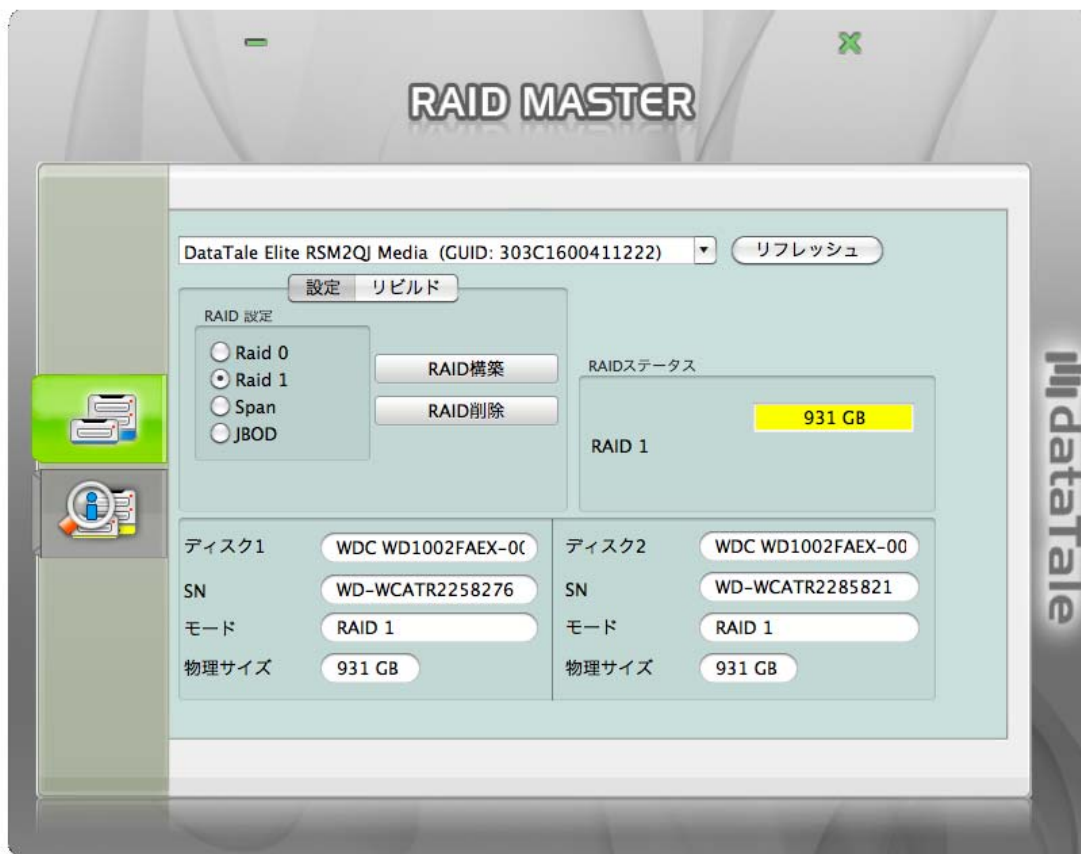 RAID MASTER
DataTale Elite RSM2QJ Media (GUID: 303C1600411222)
リフレッシュ
設定 リビルド
RAID 設定
Raid 0
Raid 1
Span
JBOD
RAID構築
RAID削除
RAIDステータス
931 GB
RAID 1
ディスク1 WDC WD1002FAEX-00
SN WD-WCATR2258276
モード RAID 1
物理サイズ 931 GB
ディスク2 WDC WD1002FAEX-00
SN WD-WCATR2285821
モード RAID 1
物理サイズ 931 GB
dataTale